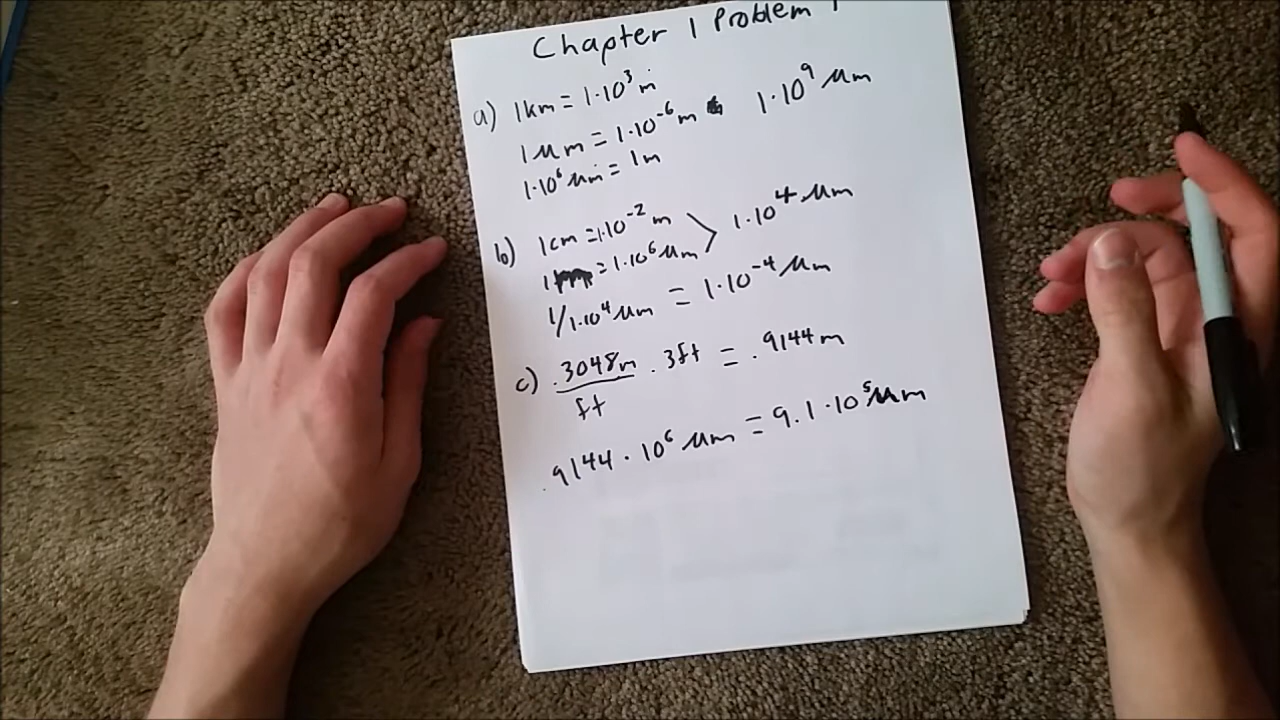 Chapter 1 Problem 1
a) 1km = 1·10³ m
1μm = 1·10⁻⁶ m 1·10⁹ μm
1·10⁶ μm = 1m
b) 1cm = 1·10⁻² m > 1·10⁴ μm
1m = 1·10⁶ μm
1/1·10⁴ μm = 1·10⁻⁴ μm
c) .3048m/ft · 3ft = .9144m
.9144 · 10⁶ μm = 9.1·10⁵ μm